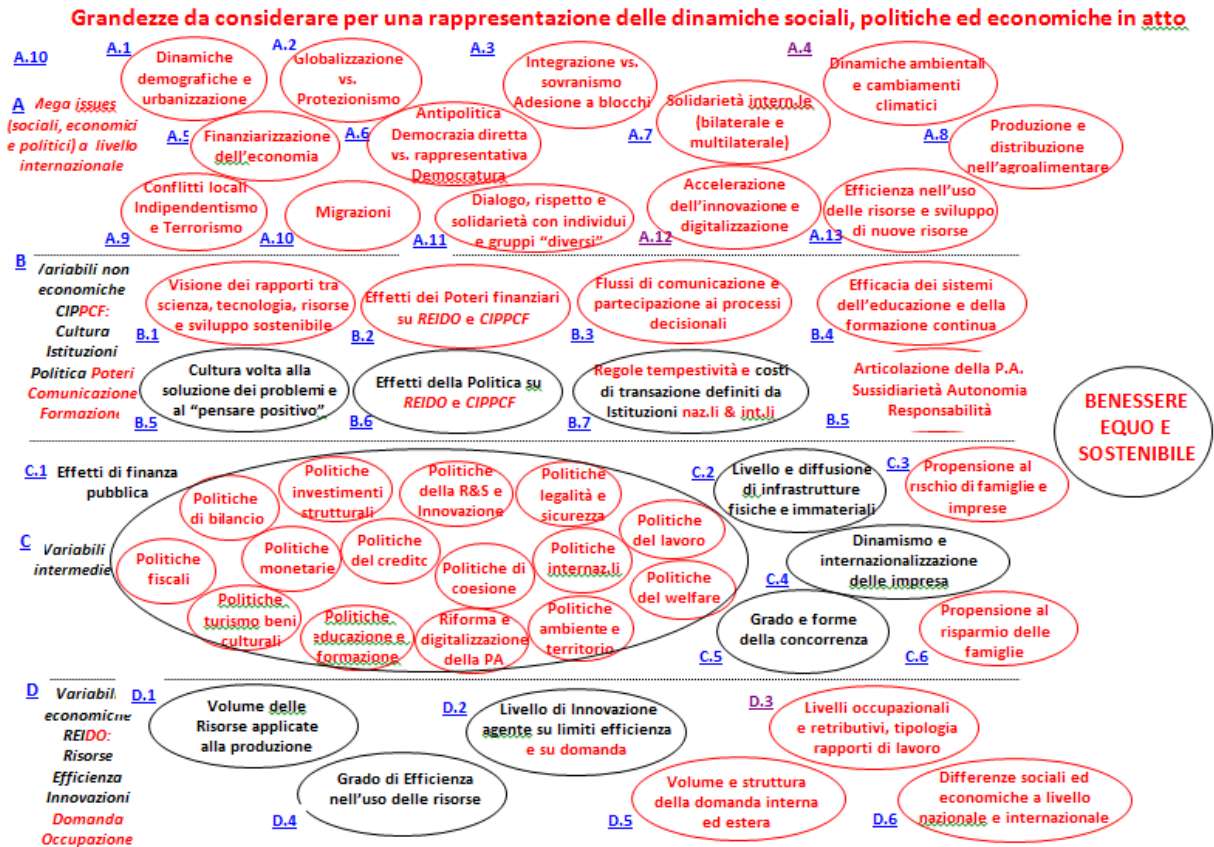 Grandezze da considerare per una rappresentazione delle dinamiche sociali, politiche ed economiche in atto
A.10
A.1
Dinamiche
demografiche e
urbanizzazione
A.2
Globalizzazione
vs.
Protezionismo
A.3
Integrazione vs.
sovranismo
Adesione a blocchi
A.4
Dinamiche ambientali
e cambiamenti
climatici
A
Mega issues
(sociali, economici
e politici) a livello
internazionale
A.5
Finanziarizzazione
dell'economia
A.6
Antipolitica
Democrazia diretta
vs. rappresentativa
Democratura
A.7
Solidarietà intern.le
(bilaterale e
multilaterale)
A.8
Produzione e
distribuzione
nell'agroalimentare
A.9
Conflitti locali
Indipendentismo
e Terrorismo
A.10
Migrazioni
A.11
Dialogo, rispetto e
solidarietà con individui
e gruppi "diversi"
A.12
Accelerazione
dell'innovazione e
digitalizzazione
A.13
Efficienza nell'uso
delle risorse e sviluppo
di nuove risorse
B
Variabili non
economiche
CIPPCF:
Cultura
Istituzioni
Politica Poteri
Comunicazione
Formazione
B.1
Visione dei rapporti tra
scienza, tecnologia, risorse
e sviluppo sostenibile
B.2
Effetti dei Poteri finanziari
su REIDO e CIPPCF
B.3
Flussi di comunicazione e
partecipazione ai processi
decisionali
B.4
Efficacia dei sistemi
dell'educazione e della
formazione continua
B.5
Cultura volta alla
soluzione dei problemi e
al "pensare positivo"
B.6
Effetti della Politica su
REIDO e CIPPCF
B.7
Regole tempestività e costi
di transazione definiti da
Istituzioni naz.li & int.li
B.5
Articolazione della P.A.
Sussidiarietà Autonomia
Responsabilità
BENESSERE
EQUO E
SOSTENIBILE
C.1
Effetti di finanza
pubblica
C
Variabili
intermedie
Politiche
di bilancio
Politiche
investimenti
strutturali
Politiche
della R&S e
Innovazione
Politiche
legalità e
sicurezza
Politiche
del lavoro
Politiche
fiscali
Politiche
monetarie
Politiche
del credito
Politiche di
coesione
Politiche
internaz.li
Politiche
del welfare
Politiche
turismo beni
culturali
Politiche
educazione e
formazione
Riforma e
digitalizzazione
della PA
Politiche
ambiente e
territorio
C.2
Livello e diffusione
di infrastrutture
fisiche e immateriali
C.3
Propensione al
rischio di famiglie e
imprese
C.4
Dinamismo e
internazionalizzazione
delle impresa
C.5
Grado e forme
della concorrenza
C.6
Propensione al
risparmio delle
famiglie
D
Variabili
economiche
REIDO:
Risorse
Efficienza
Innovazioni
Domanda
Occupazione
D.1
Volume delle
Risorse applicate
alla produzione
D.2
Livello di Innovazione
agente su limiti efficienza
e su domanda
D.3
Livelli occupazionali
e retributivi, tipologia
rapporti di lavoro
D.4
Grado di Efficienza
nell'uso delle risorse
D.5
Volume e struttura
della domanda interna
ed estera
D.6
Differenze sociali ed
economiche a livello
nazionale e internazionale